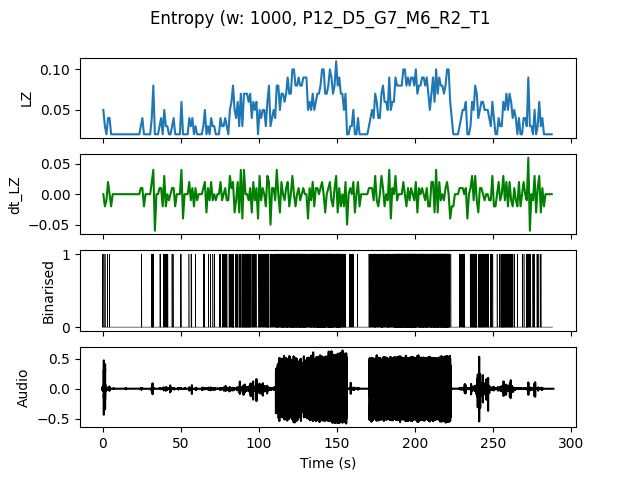 Entropy (w: 1000, P12_D5_G7_M6_R2_T1
0.10
0.05
LZ
0.05
0.00
−0.05
dt_LZ
1
0
Binarised
0.5
0.0
−0.5
Audio
0 50 100 150 200 250 300
Time (s)